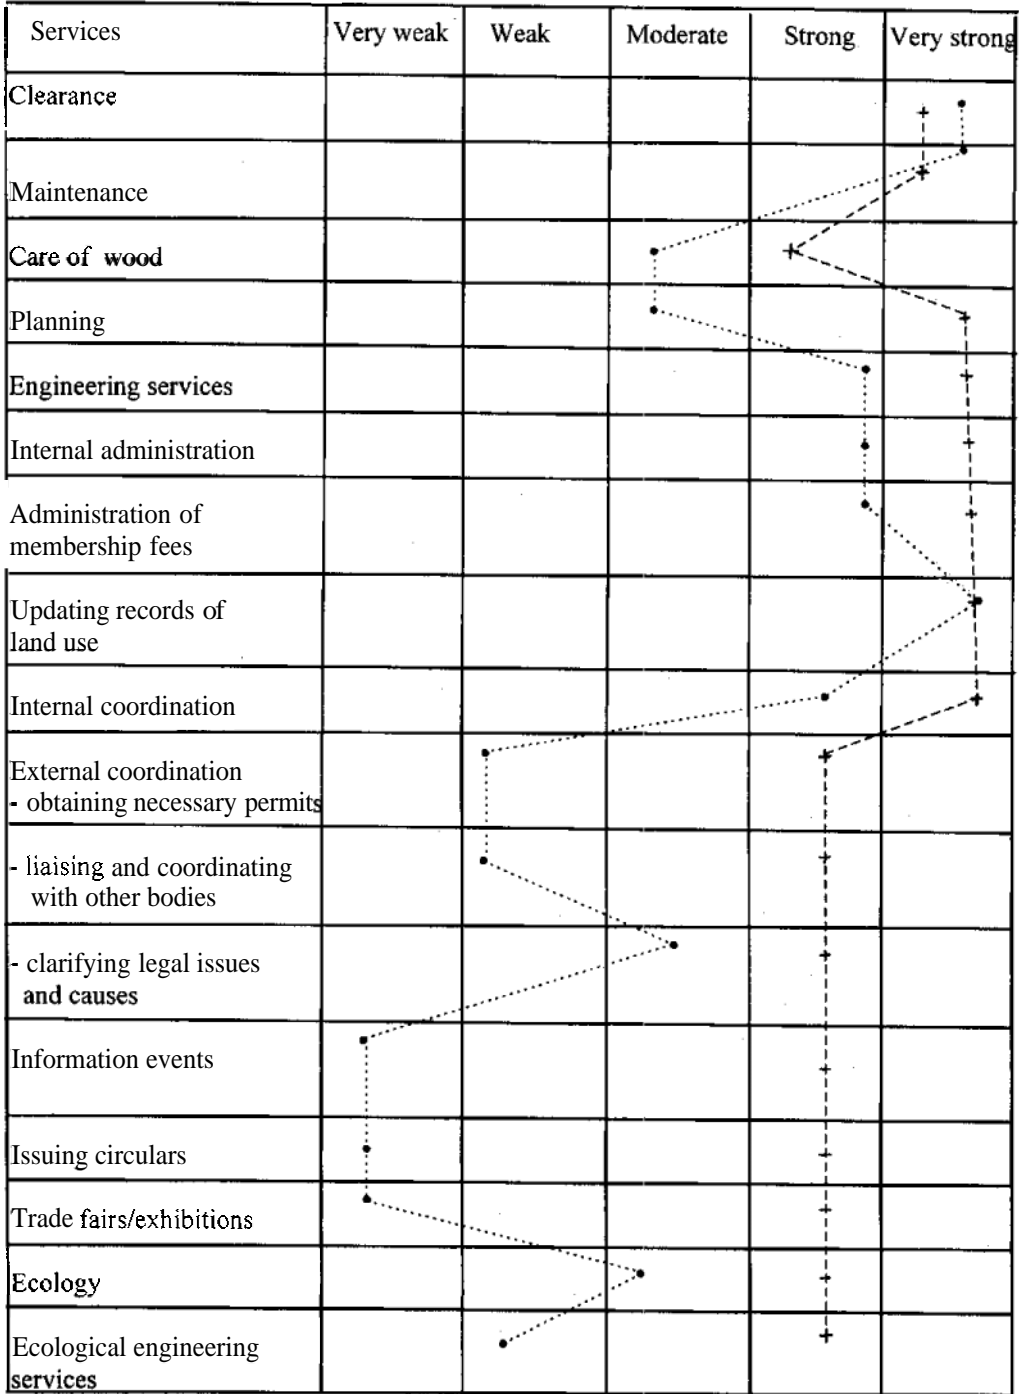 Services Very weak Weak Moderate Strong Very strong
Clearance
Maintenance
Care of wood
Planning
Engineering services
Internal administration
Administration of
membership fees
Updating records of
land use
Internal coordination
External coordination
- obtaining necessary permits
- liaising and coordinating
with other bodies
- clarifying legal issues
and causes
Information events
Issuing circulars
Trade fairs/exhibitions
Ecology
Ecological engineering
services